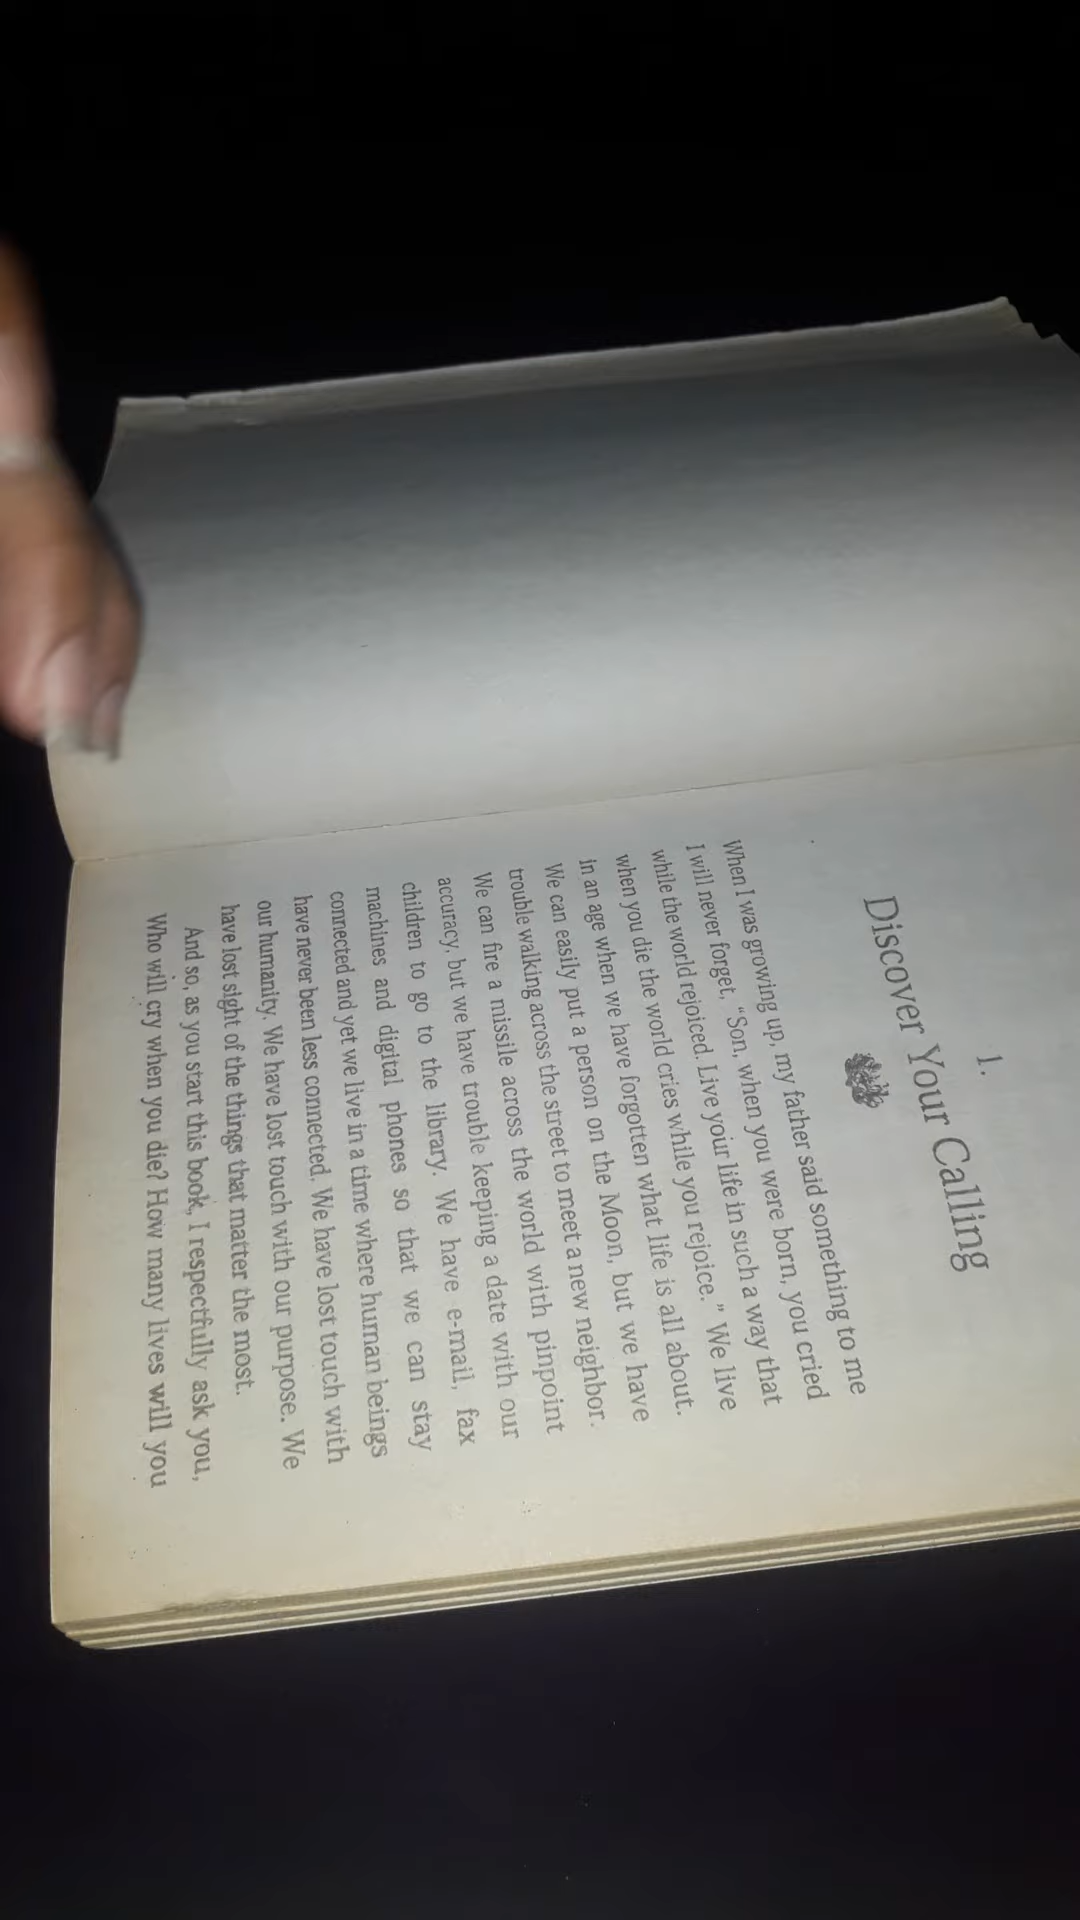 1.
Discover Your Calling
When I was growing up, my father said something to me
I will never forget, “Son, when you were born, you cried
while the world rejoiced. Live your life in such a way that
when you die the world cries while you rejoice.” We live
in an age when we have forgotten what life is all about.
We can easily put a person on the Moon, but we have
trouble walking across the street to meet a new neighbor.
We can fire a missile across the world with pinpoint
accuracy, but we have trouble keeping a date with our
children to go to the library. We have e-mail, fax
machines and digital phones so that we can stay
connected and yet we live in a time where human beings
have never been less connected. We have lost touch with
our humanity. We have lost touch with our purpose. We
have lost sight of the things that matter the most.
And so, as you start this book, I respectfully ask you,
Who will cry when you die? How many lives will you